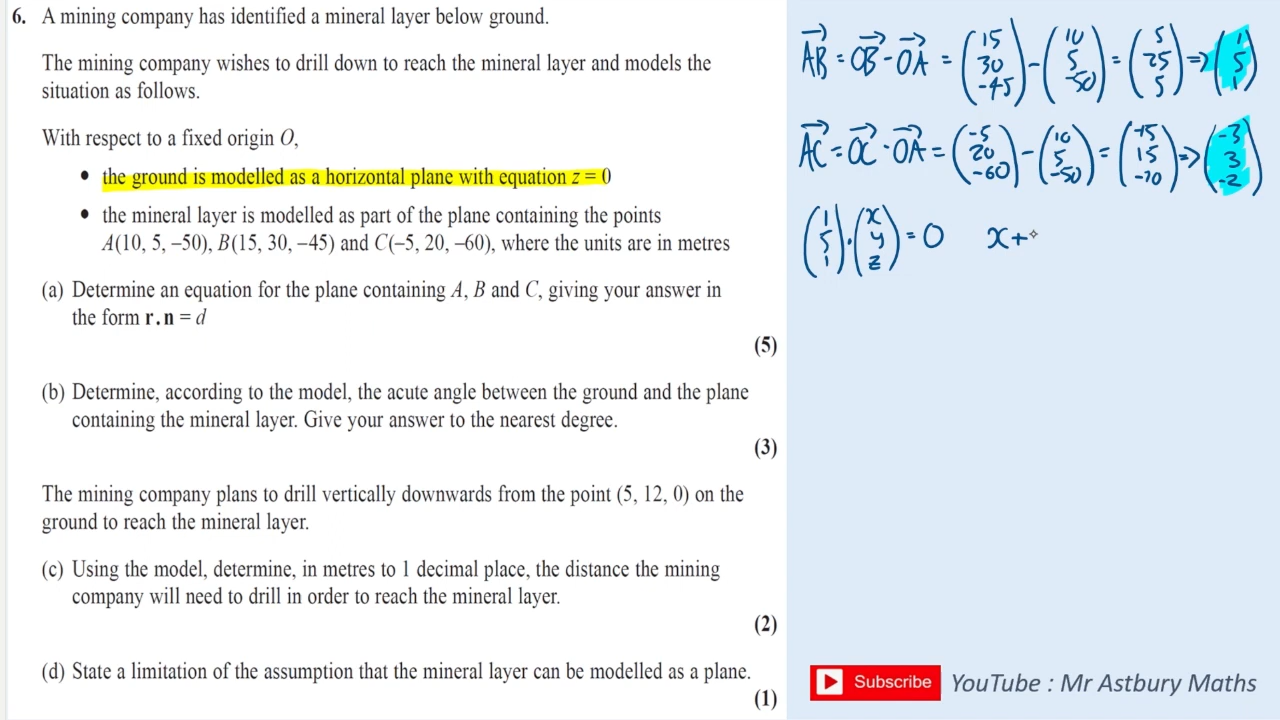 6. A mining company has identified a mineral layer below ground.
The mining company wishes to drill down to reach the mineral layer and models the
situation as follows.
With respect to a fixed origin O,
• the ground is modelled as a horizontal plane with equation z = 0
• the mineral layer is modelled as part of the plane containing the points
A(10, 5, –50), B(15, 30, –45) and C(–5, 20, –60), where the units are in metres
(a) Determine an equation for the plane containing A, B and C, giving your answer in
the form r.n = d
(5)
(b) Determine, according to the model, the acute angle between the ground and the plane
containing the mineral layer. Give your answer to the nearest degree.
(3)
The mining company plans to drill vertically downwards from the point (5, 12, 0) on the
ground to reach the mineral layer.
(c) Using the model, determine, in metres to 1 decimal place, the distance the mining
company will need to drill in order to reach the mineral layer.
(2)
(d) State a limitation of the assumption that the mineral layer can be modelled as a plane.
(1)
AB = OB - OA = (15 30 -45) - (10 5 -50) = (5 25 5) => (1 5 1)
AC = OC - OA = (-5 20 -60) - (10 5 -50) = (-15 15 -10) => (-3 3 -2)
(1 5 1) · (x y z) = 0 x+
Subscribe YouTube : Mr Astbury Maths